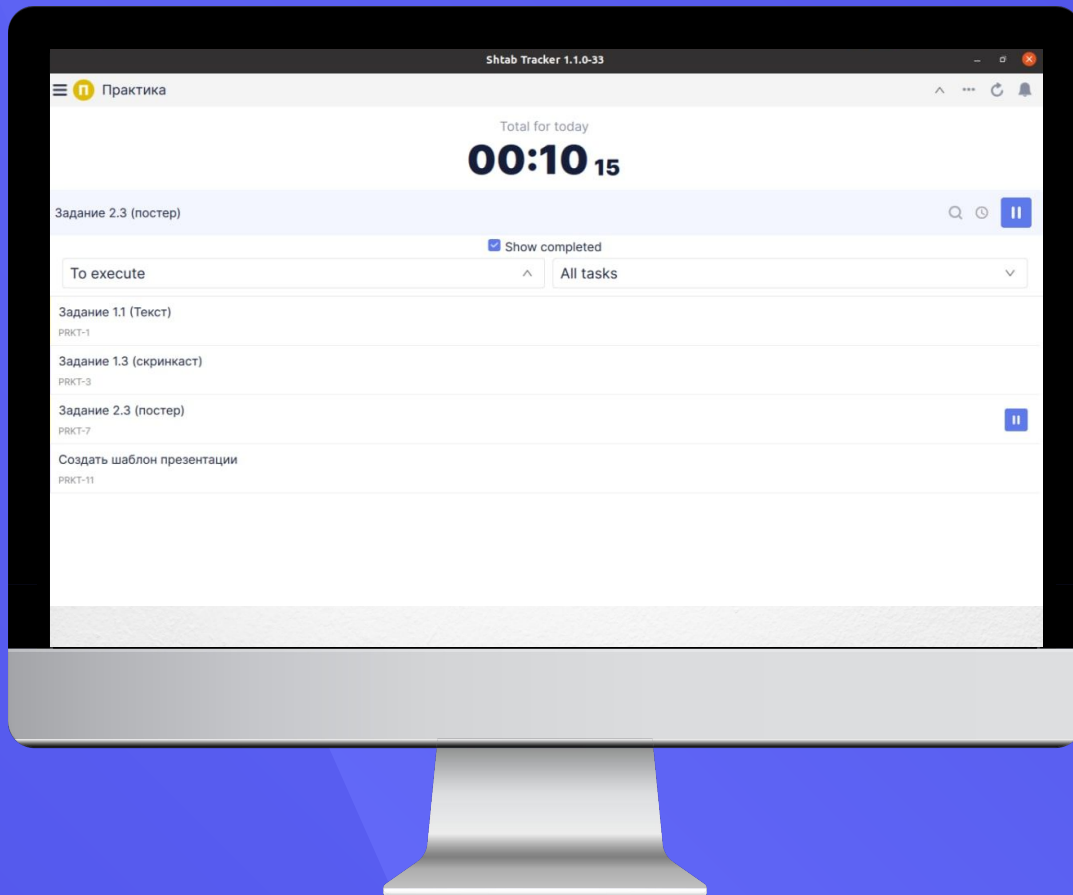 Shtab Tracker 1.1.0-33
П Практика
Total for today
00:10 15
Задание 2.3 (постер)
Show completed
To execute
All tasks
Задание 1.1 (Текст)
PRKT-1
Задание 1.3 (скринкаст)
PRKT-3
Задание 2.3 (постер)
PRKT-7
Создать шаблон презентации
PRKT-11